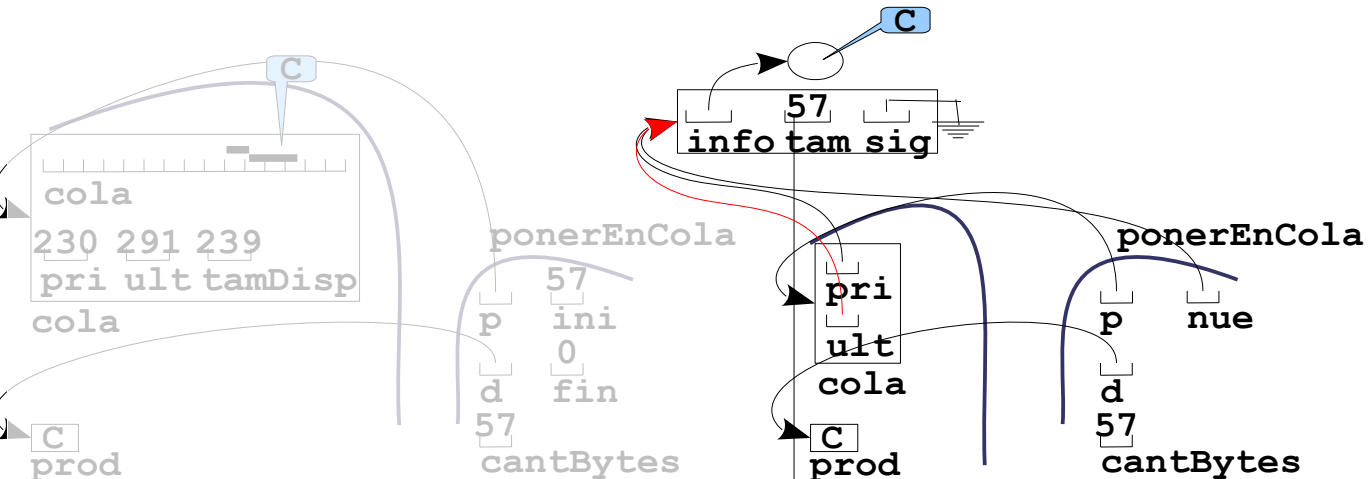 C
cola
230 291 239
pri ult tamDisp
cola
ponerEnCola
57
p ini
0
d fin
57
cantBytes
C
prod
C
57
info tam sig
pri
ult
cola
ponerEnCola
p nue
d
57
cantBytes
C
prod